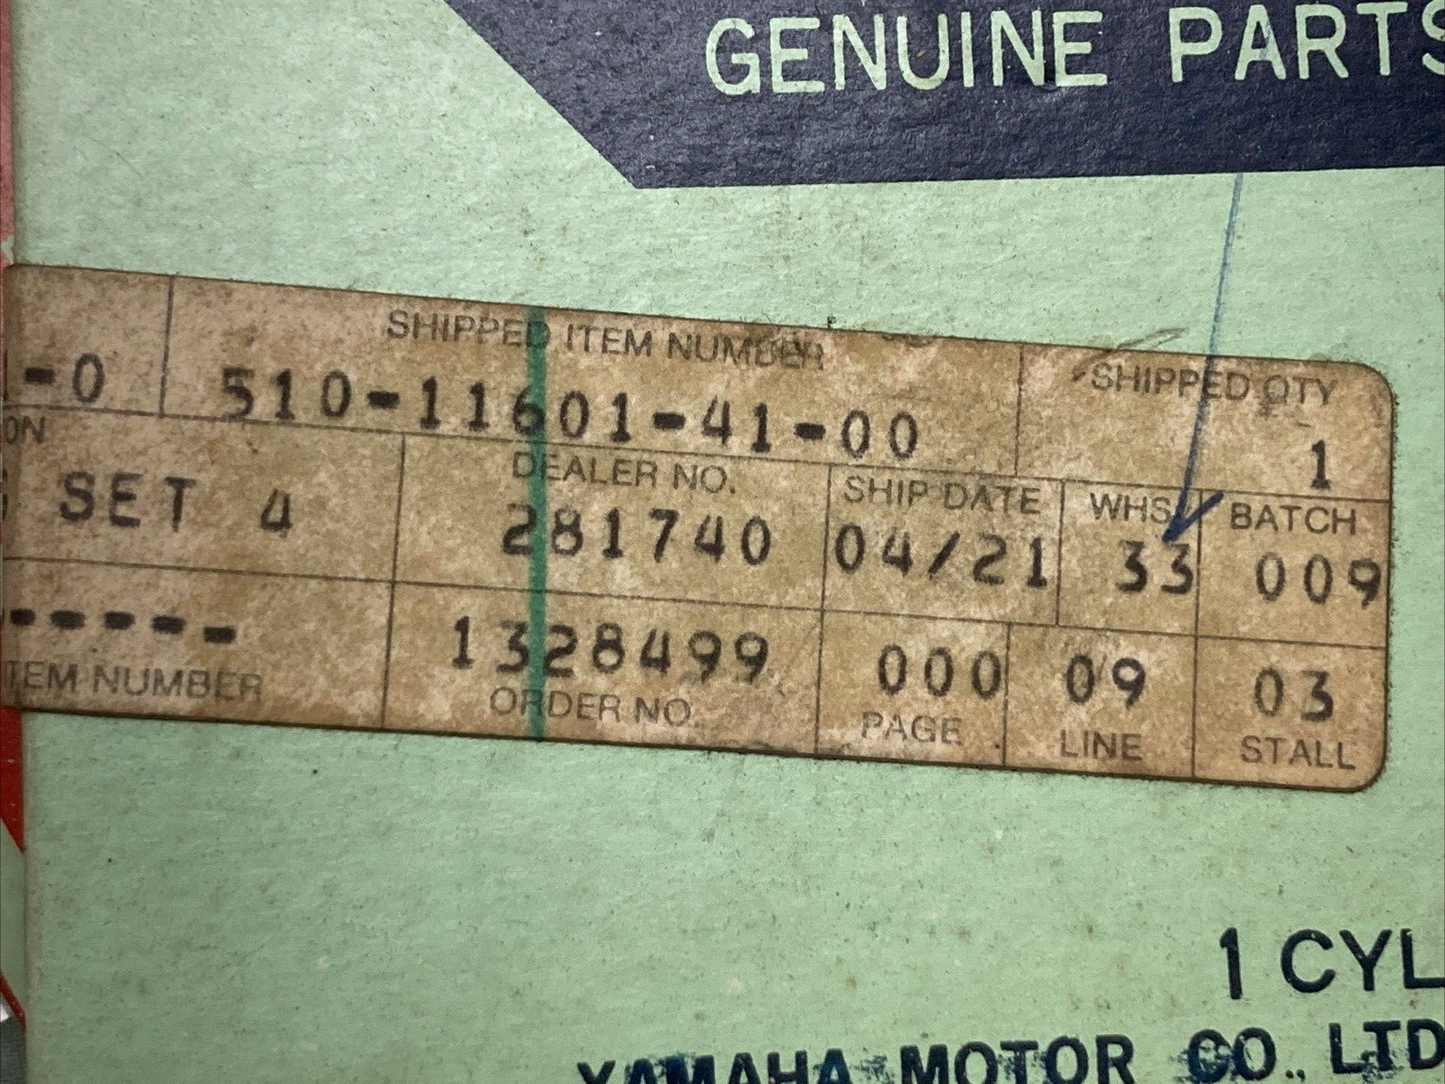 GENUINE PARTS
SHIPPED ITEM NUMBER SHIPPED QTY
-0 510-11601-41-00 1
ON DEALER NO. SHIP DATE WHS. BATCH
SET 4 281740 04/21 33 009
----- 1328499 000 09 03
ITEM NUMBER ORDER NO. PAGE LINE STALL
1 CYL
YAMAHA MOTOR CO., LTD